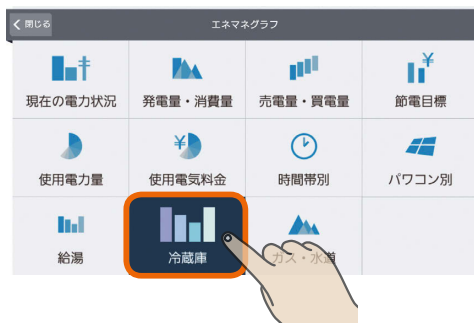 閉じる
エネマネグラフ
現在の電力状況
発電量・消費量
売電量・買電量
節電目標
使用電力量
使用電気料金
時間帯別
パワコン別
給湯
冷蔵庫
ガス・水道